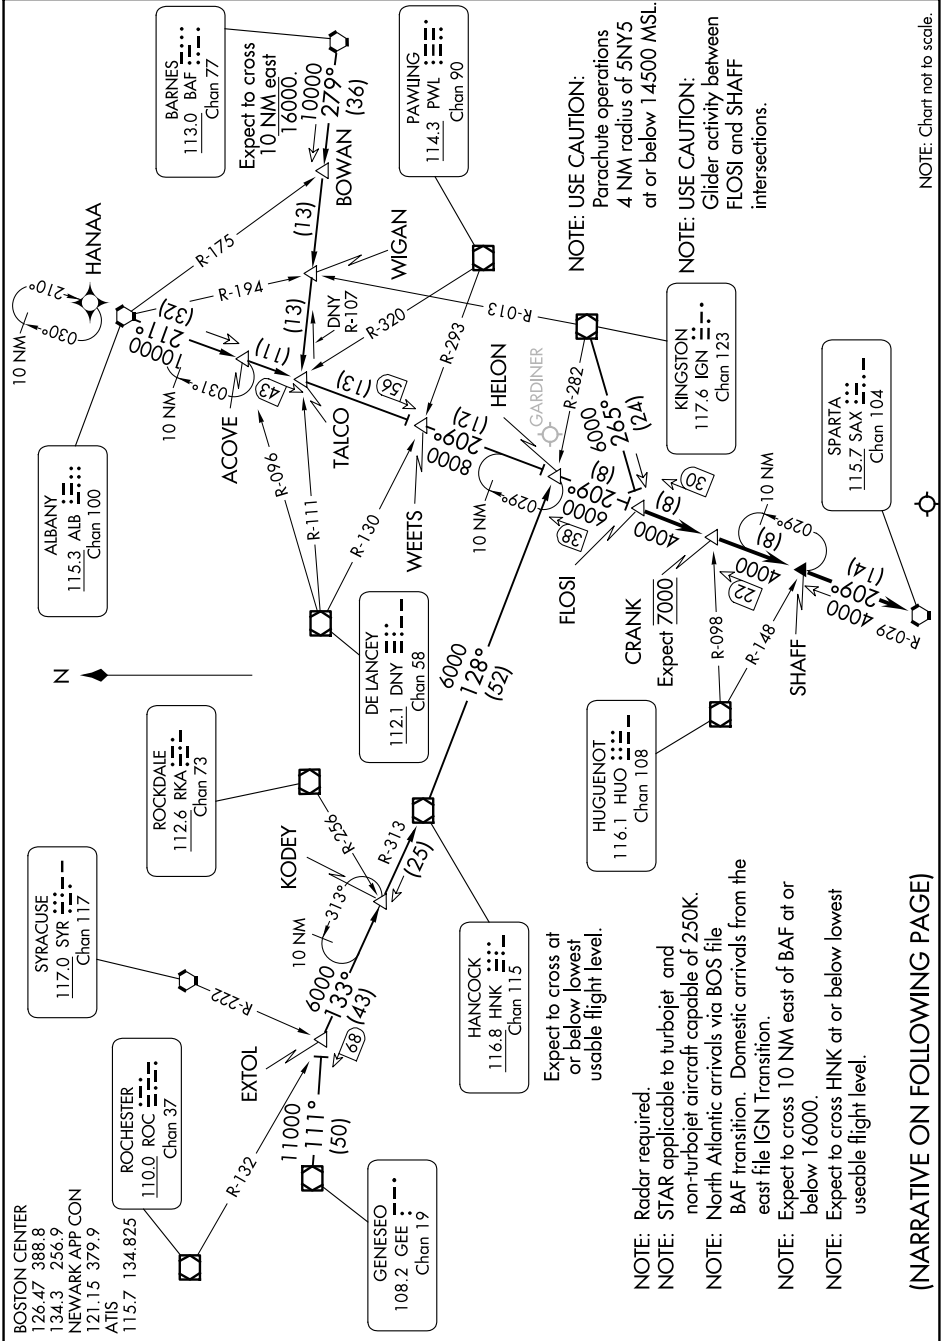 BOSTON CENTER
126.47 388.8
134.3 256.9
NEWARK APP CON
121.15 379.9
ATIS
115.7 134.825
ROCHESTER
110.0 ROC
Chan 37
R-132
GENESEO
108.2 GEE
Chan 19
11000
111°
(50)
SYRACUSE
117.0 SYR
Chan 117
R-222
EXTOL
68
6000
133°
(43)
10 NM
313°
KODEY
ROCKDALE
112.6 RKA
Chan 73
R-256
R-313
(25)
HANCOCK
116.8 HNK
Chan 115
Expect to cross at
or below lowest
usable flight level.
N
6000
128°
(52)
ALBANY
115.3 ALB
Chan 100
10 NM
030°
210°
HANAA
R-175
R-194
10000
211°
(32)
10 NM
031°
ACOVE
(11)
43
TALCO
R-096
R-111
R-130
DE LANCEY
112.1 DNY
Chan 58
BARNES
113.0 BAF
Chan 77
Expect to cross
10 NM east
16000.
10000
279°
(36)
BOWAN
(13)
WIGAN
(13)
DNY
R-107
R-320
R-293
R-013
PAWLING
114.3 PWL
Chan 90
(13)
56
WEETS
8000
209°
(12)
HELON
GARDINER
10 NM
029°
38
R-282
6000
209°
(8)
6000
265°
(24)
KINGSTON
117.6 IGN
Chan 123
FLOSI
30
4000
(8)
CRANK
Expect 7000
22
4000
(8)
10 NM
029°
SHAFF
R-098
R-148
HUGUENOT
116.1 HUO
Chan 108
4000
209°
(14)
R-029
SPARTA
115.7 SAX
Chan 104
NOTE: USE CAUTION:
Parachute operations
4 NM radius of 5NY5
at or below 14500 MSL.
NOTE: USE CAUTION:
Glider activity between
FLOSI and SHAFF
intersections.
NOTE: Radar required.
NOTE: STAR applicable to turbojet and
non-turbojet aircraft capable of 250K.
NOTE: North Atlantic arrivals via BOS file
BAF transition. Domestic arrivals from the
east file IGN Transition.
NOTE: Expect to cross 10 NM east of BAF at or
below 16000.
NOTE: Expect to cross HNK at or below lowest
useable flight level.
(NARRATIVE ON FOLLOWING PAGE)
NOTE: Chart not to scale.